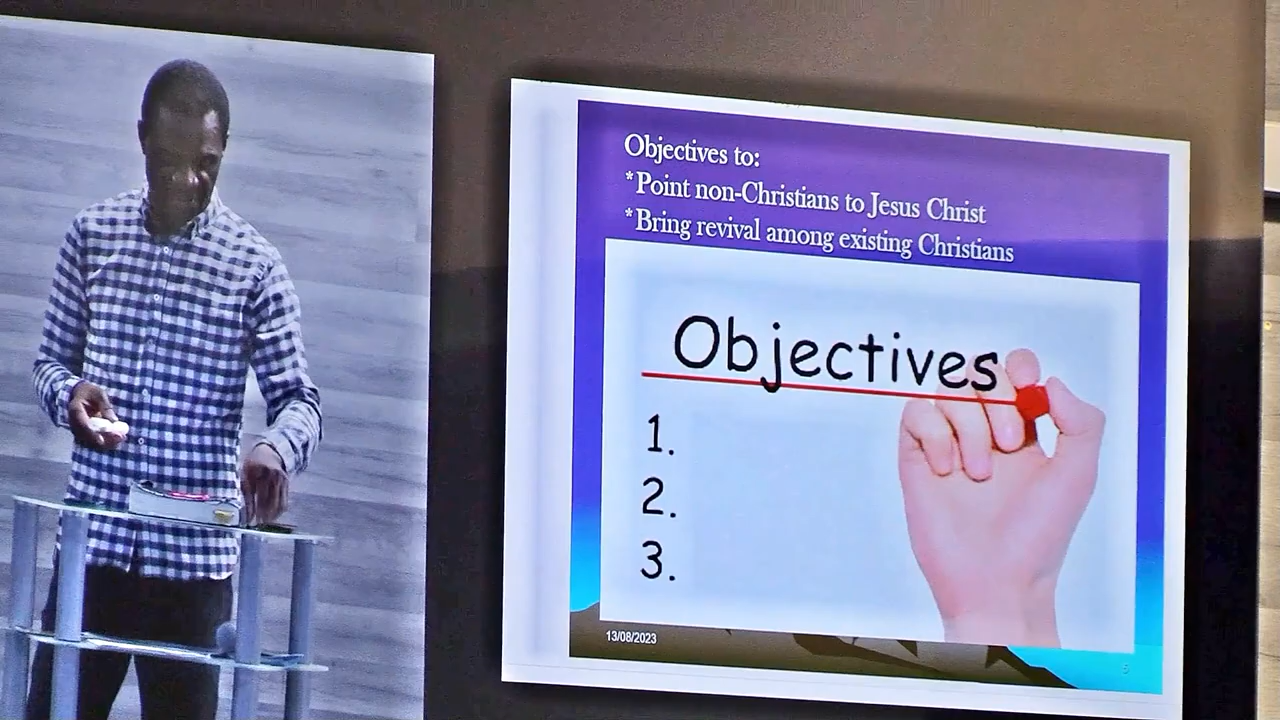 Objectives to:
*Point non-Christians to Jesus Christ
*Bring revival among existing Christians
Objectives
1.
2.
3.
13/08/2023
5